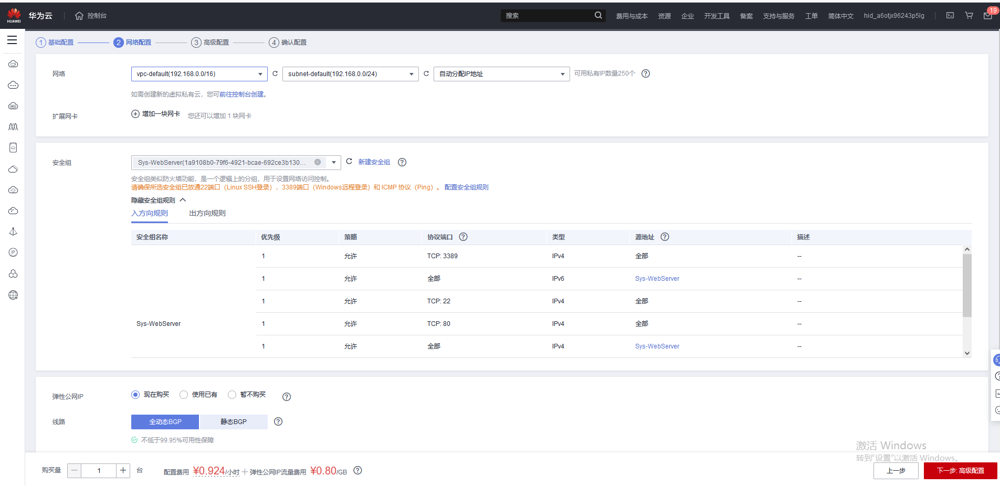 HUAWEI 华为云 控制台 搜索 费用与成本 资源 企业 开发工具 备案 支持与服务 工单 简体中文 hid_a6otjx96243p5lg 19
1 基础配置 2 网络配置 3 高级配置 4 确认配置
网络 vpc-default(192.168.0.0/16) subnet-default(192.168.0.0/24) 自动分配IP地址 可用私有IP数量250个
如需创建新的虚拟私有云，您可前往控制台创建。
扩展网卡 增加一块网卡 您还可以增加 1 块网卡
安全组 Sys-WebServer(1a9108b0-79f6-4921-bcae-692ce3b130... 新建安全组
安全组类似防火墙功能，是一个逻辑上的分组，用于设置网络访问控制。
请确保所选安全组已放通22端口（Linux SSH登录），3389端口（Windows远程登录）和 ICMP 协议（Ping）。 配置安全组规则
隐藏安全组规则
入方向规则 出方向规则
安全组名称 优先级 策略 协议端口 类型 源地址 描述
1 允许 TCP: 3389 IPv4 全部 --
1 允许 全部 IPv6 Sys-WebServer --
1 允许 TCP: 22 IPv4 全部 --
Sys-WebServer 1 允许 TCP: 80 IPv4 全部 --
1 允许 全部 IPv4 Sys-WebServer --
弹性公网IP 现在购买 使用已有 暂不购买
线路 全动态BGP 静态BGP
不低于99.95%可用性保障
激活 Windows
转到“设置”以激活 Windows。
购买量 1 台 配置费用 ¥0.924/小时 + 弹性公网IP流量费用 ¥0.80/GB 上一步 下一步: 高级配置